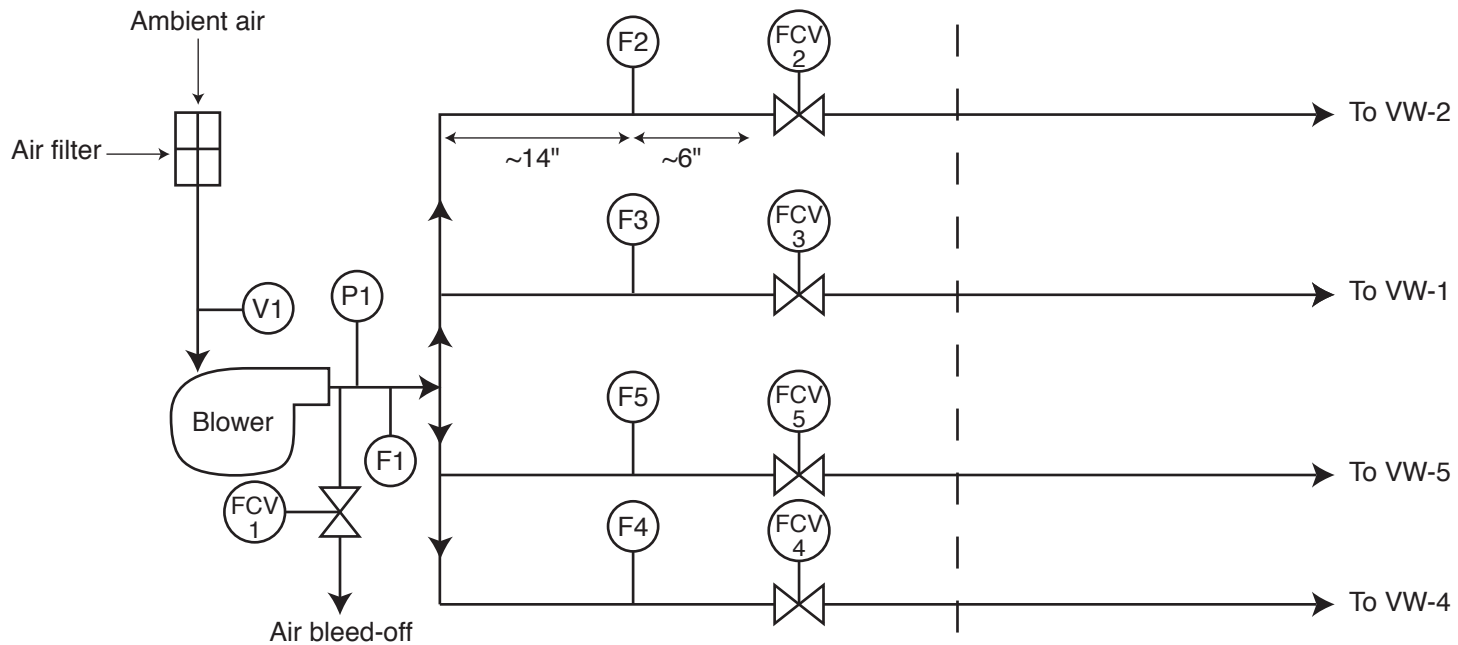 Ambient air
F2
FCV
2
To VW-2
Air filter
~14"
~6"
F3
FCV
3
V1
P1
To VW-1
Blower
F5
FCV
5
F1
To VW-5
FCV
1
F4
FCV
4
To VW-4
Air bleed-off